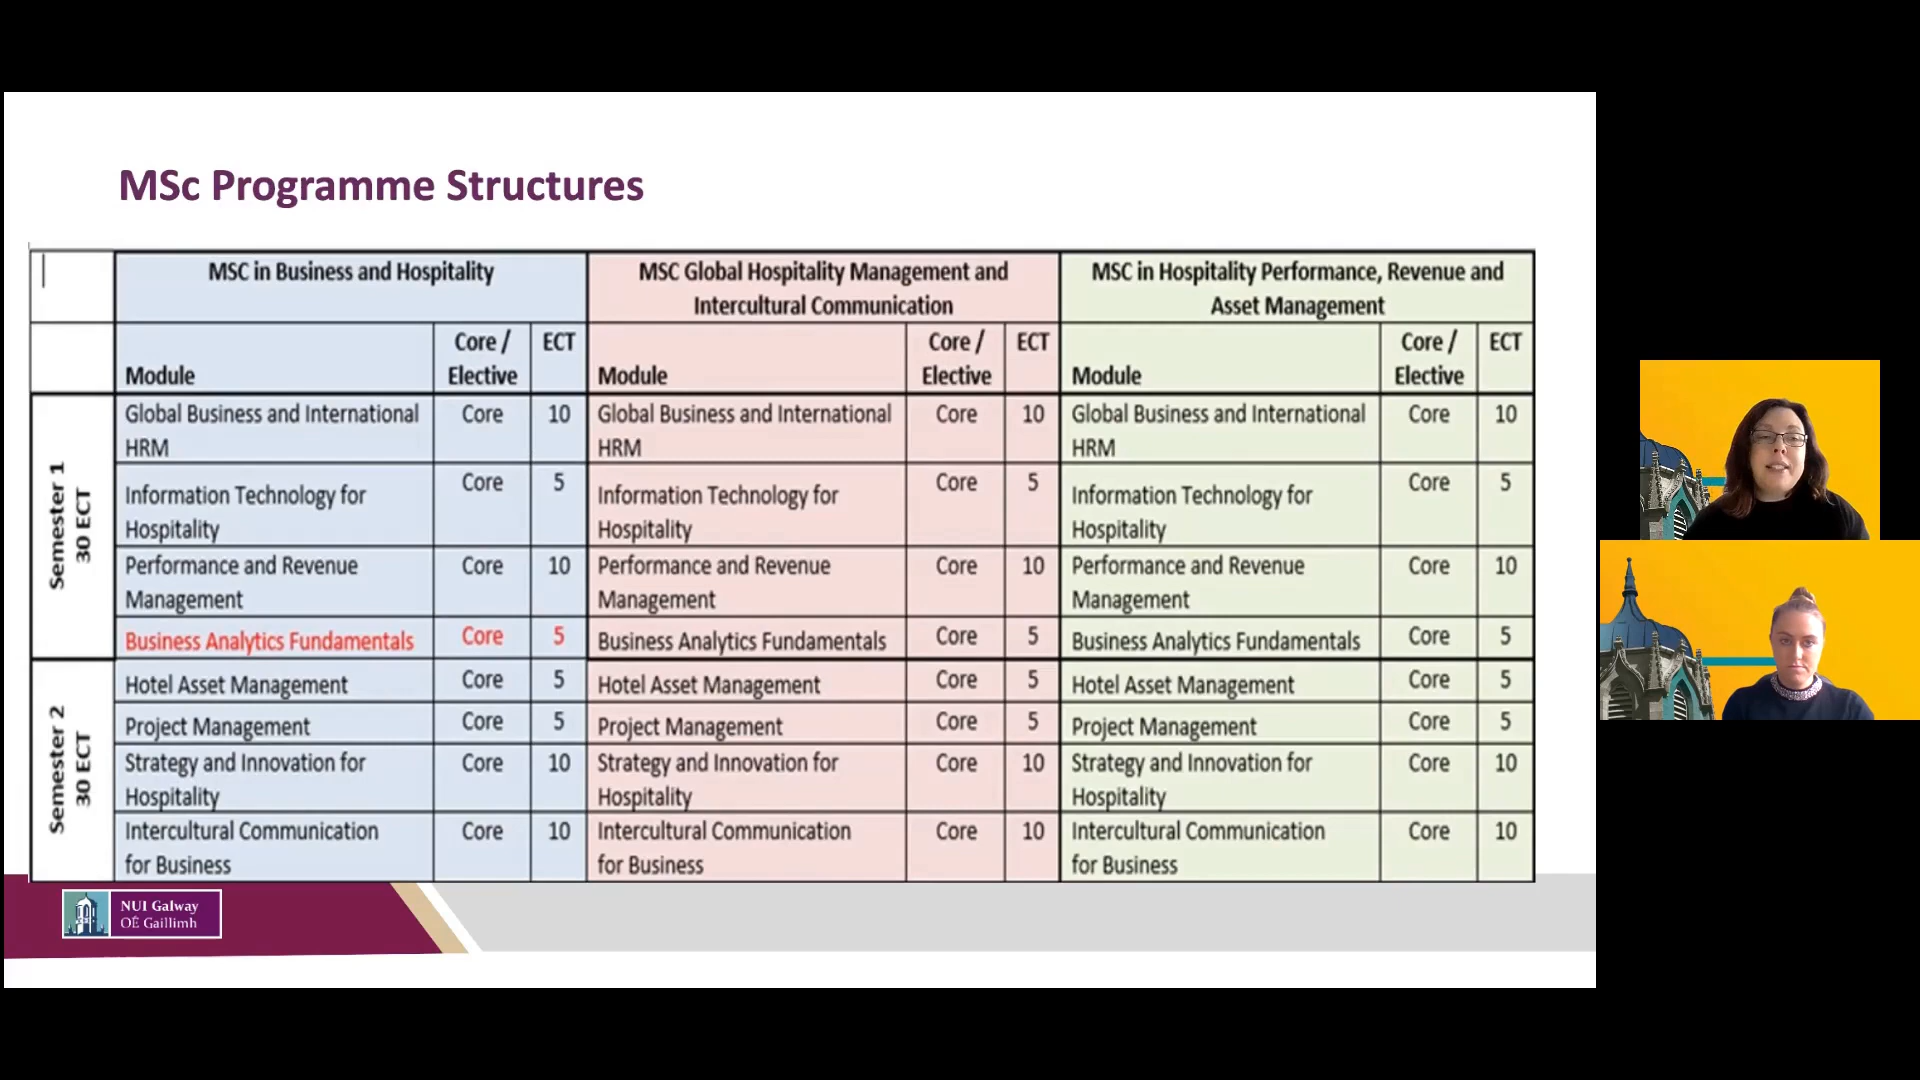 MSc Programme Structures
MSC in Business and Hospitality
MSC Global Hospitality Management and
Intercultural Communication
MSC in Hospitality Performance, Revenue and
Asset Management
Module
Core /
Elective
ECT
Module
Core /
Elective
ECT
Module
Core /
Elective
ECT
Semester 1
30 ECT
Global Business and International
HRM
Core
10
Global Business and International
HRM
Core
10
Global Business and International
HRM
Core
10
Information Technology for
Hospitality
Core
5
Information Technology for
Hospitality
Core
5
Information Technology for
Hospitality
Core
5
Performance and Revenue
Management
Core
10
Performance and Revenue
Management
Core
10
Performance and Revenue
Management
Core
10
Business Analytics Fundamentals
Core
5
Business Analytics Fundamentals
Core
5
Business Analytics Fundamentals
Core
5
Semester 2
30 ECT
Hotel Asset Management
Core
5
Hotel Asset Management
Core
5
Hotel Asset Management
Core
5
Project Management
Core
5
Project Management
Core
5
Project Management
Core
5
Strategy and Innovation for
Hospitality
Core
10
Strategy and Innovation for
Hospitality
Core
10
Strategy and Innovation for
Hospitality
Core
10
Intercultural Communication
for Business
Core
10
Intercultural Communication
for Business
Core
10
Intercultural Communication
for Business
Core
10
NUI Galway
OÉ Gaillimh